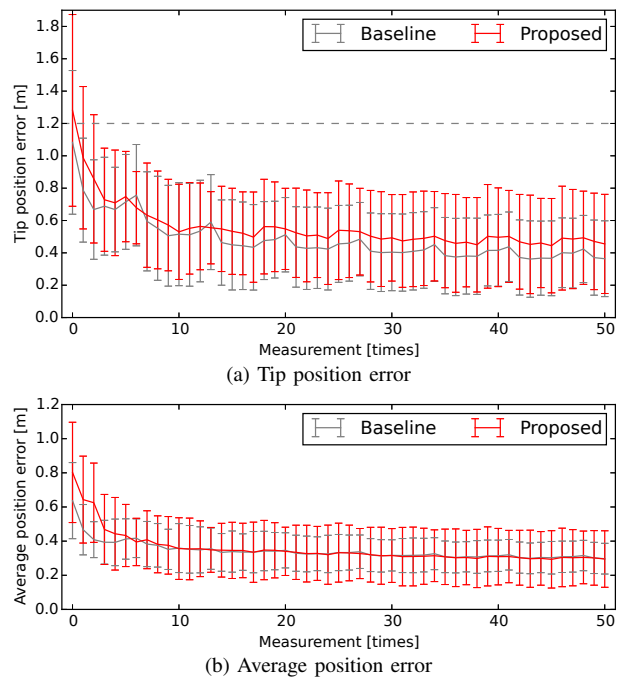 1.8
1.6
1.4
1.2
1.0
0.8
0.6
0.4
0.2
0.0
Tip position error [m]
Baseline Proposed
0 10 20 30 40 50
Measurement [times]
(a) Tip position error
1.2
1.0
0.8
0.6
0.4
0.2
0.0
Average position error [m]
Baseline Proposed
0 10 20 30 40 50
Measurement [times]
(b) Average position error